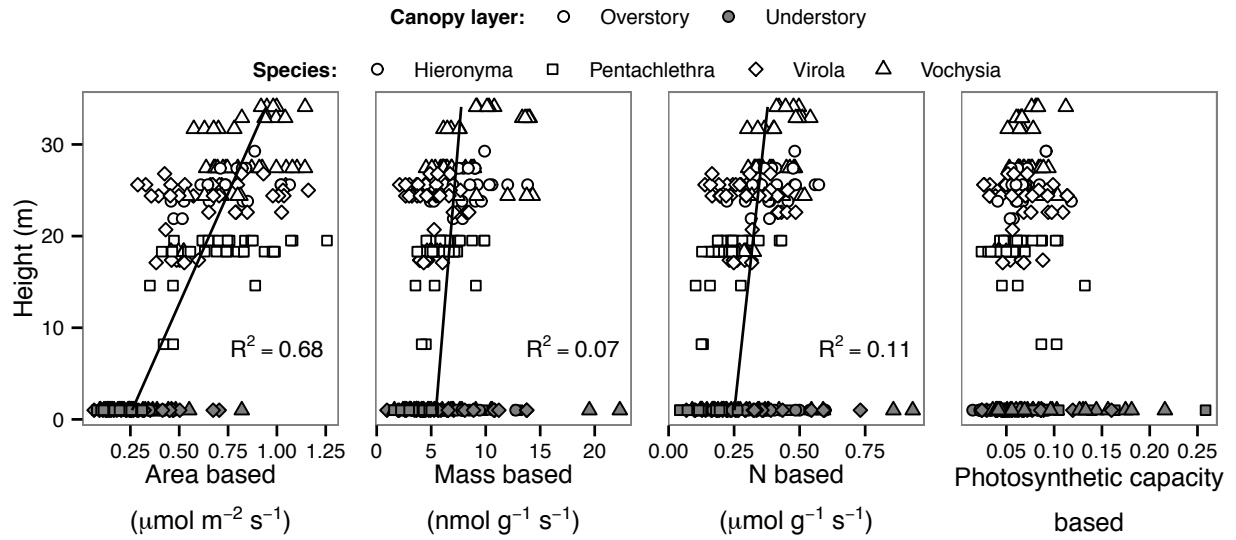 Canopy layer: Overstory Understory
Species: Hieronyma Pentachlethra Virola Vochysia
Height (m)
30
20
10
0
R² = 0.68
R² = 0.07
R² = 0.11
0.25 0.50 0.75 1.00 1.25
0 5 10 15 20
0.00 0.25 0.50 0.75
0.05 0.10 0.15 0.20 0.25
Area based
(μmol m⁻² s⁻¹)
Mass based
(nmol g⁻¹ s⁻¹)
N based
(μmol g⁻¹ s⁻¹)
Photosynthetic capacity
based